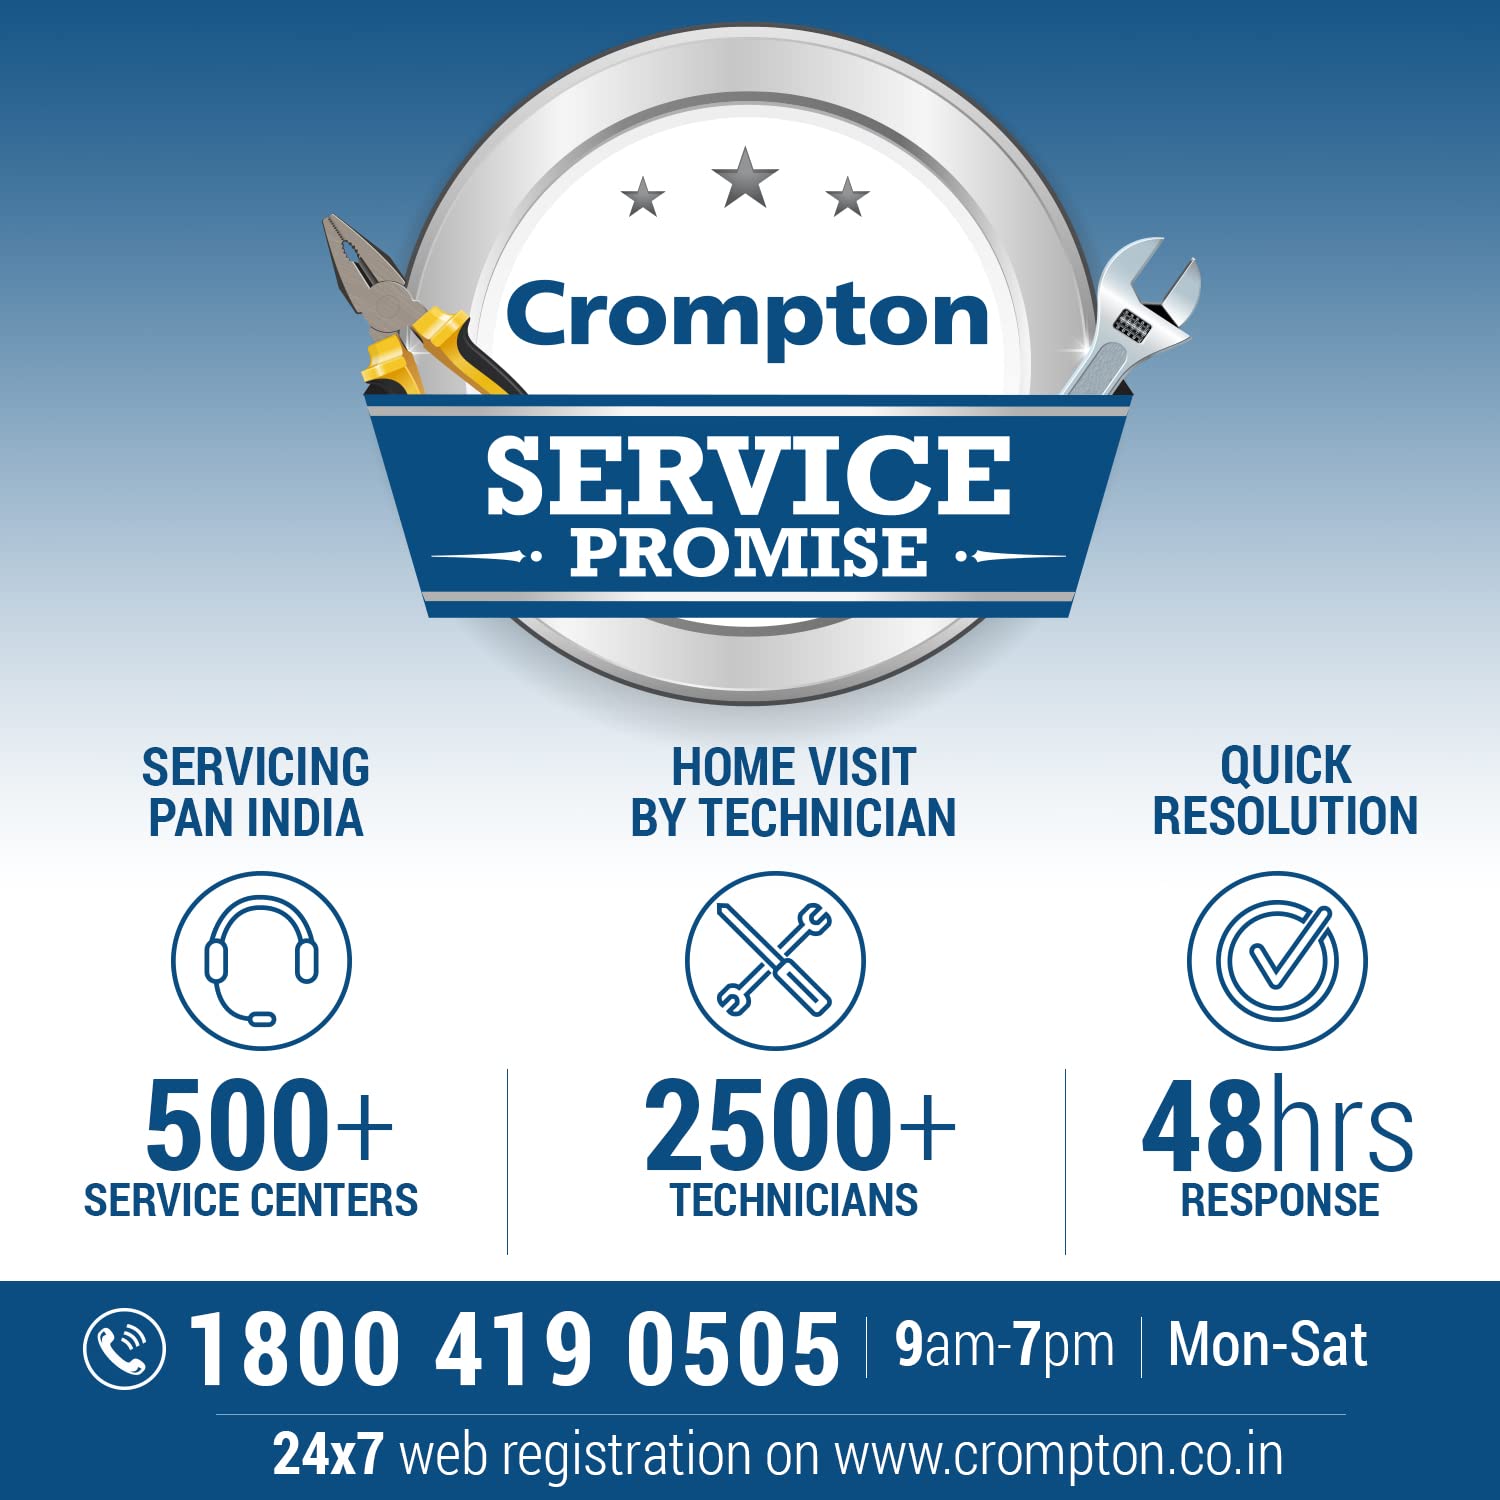 Crompton
SERVICE
PROMISE
SERVICING
PAN INDIA
500+
SERVICE CENTERS
HOME VISIT
BY TECHNICIAN
2500+
TECHNICIANS
QUICK
RESOLUTION
48hrs
RESPONSE
1800 419 0505 | 9am-7pm | Mon-Sat
24x7 web registration on www.crompton.co.in